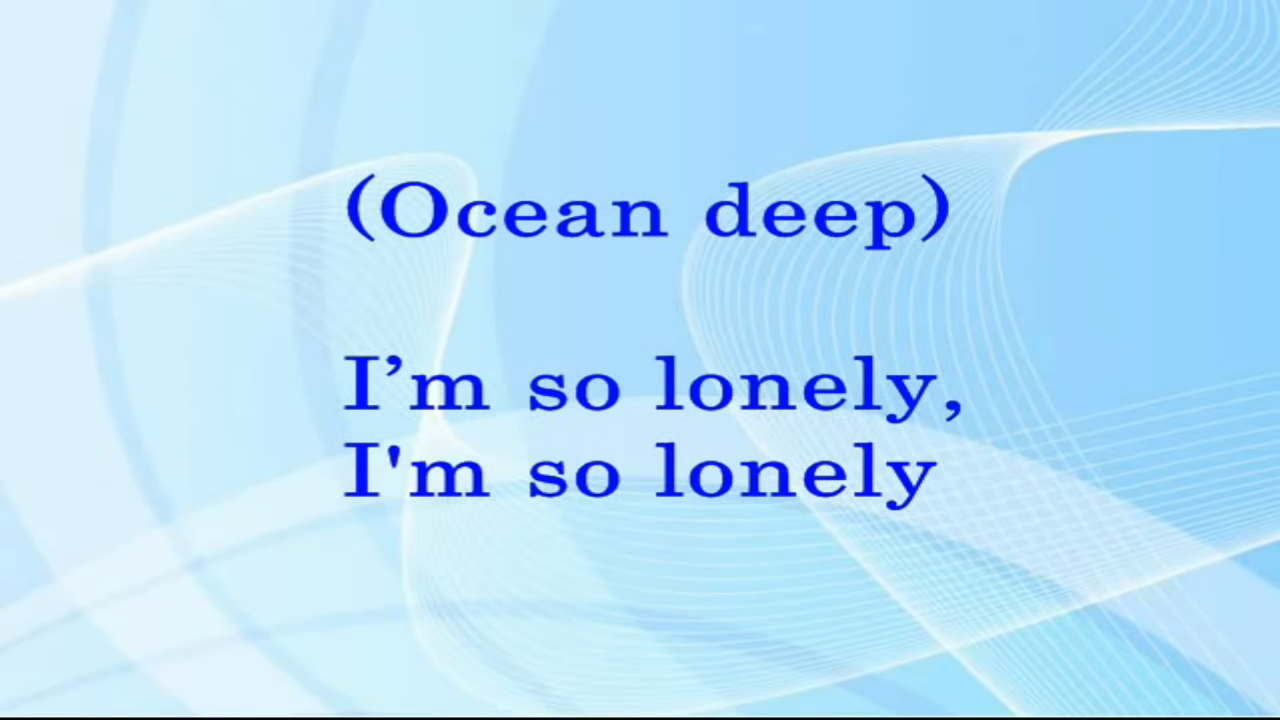 (Ocean deep)
I’m so lonely,
I'm so lonely